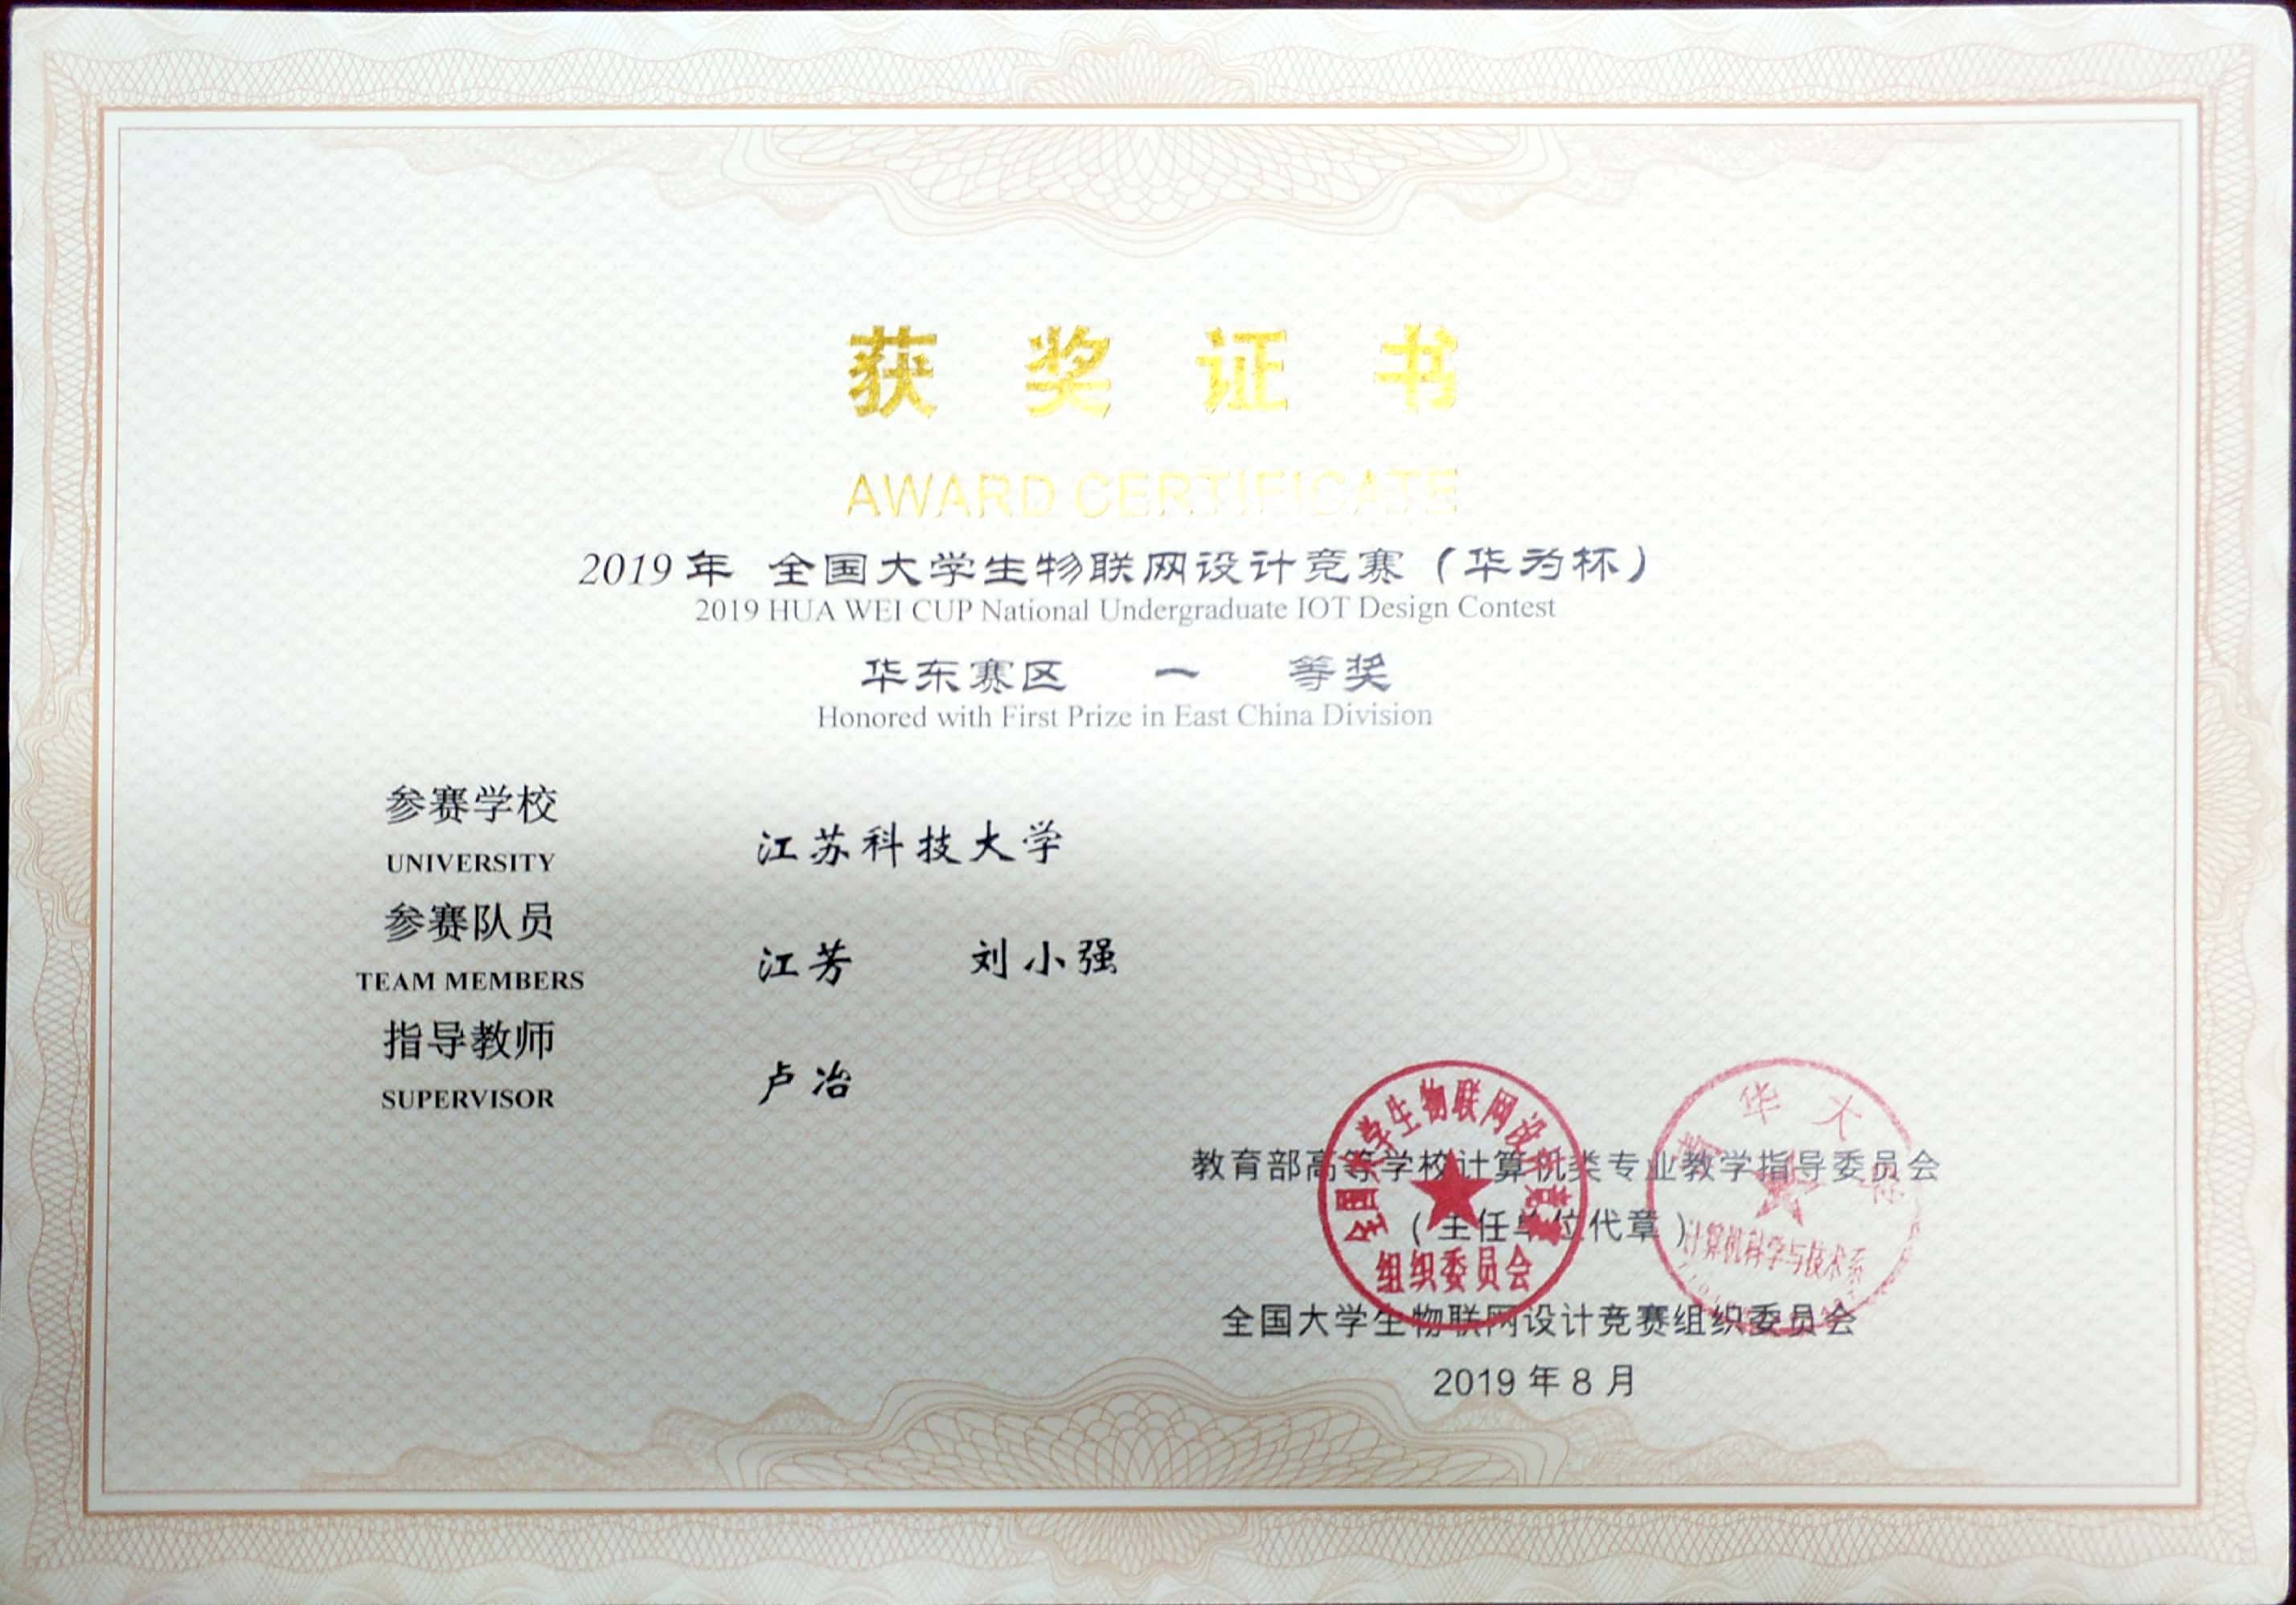 获奖证书
AWARD CERTIFICATE
2019年 全国大学生物联网设计竞赛（华为杯）
2019 HUA WEI CUP National Undergraduate IOT Design Contest
华东赛区 一 等奖
Honored with First Prize in East China Division
参赛学校
UNIVERSITY
江苏科技大学
参赛队员
TEAM MEMBERS
江芳 刘小强
指导教师
SUPERVISOR
卢冶
教育部高等学校计算机类专业教学指导委员会
（主任单位代章）
全国大学生物联网设计竞赛组织委员会
2019年8月
全国大学生物联网设计竞赛
组织委员会
华大
计算机科学与技术系